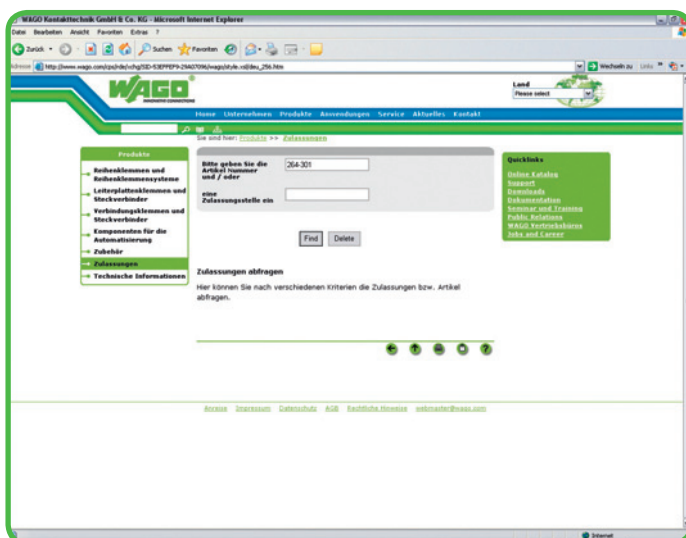 WAGO Kontakttechnik GmbH & Co. KG - Microsoft Internet Explorer
Datei Bearbeiten Ansicht Favoriten Extras ?
Zurück Suchen Favoriten
Adresse Wechseln zu Links
WAGO
INNOVATIVE CONNECTIONS
Land
Please select
Home Unternehmen Produkte Anwendungen Service Aktuelles Kontakt
Sie sind hier: Produkte >> Zulassungen
Produkte
Reihenklemmen und
Reihenklemmensysteme
Leiterplattenklemmen und
Steckverbinder
Verbindungsklemmen und
Steckverbinder
Komponenten für die
Automatisierung
Zubehör
Zulassungen
Technische Informationen
Bitte geben Sie die
Artikel Nummer
und / oder
264-301
eine
Zulassungsstelle ein
Find Delete
Zulassungen abfragen
Hier können Sie nach verschiedenen Kriterien die Zulassungen bzw. Artikel
abfragen.
Quicklinks
Online Katalog
Support
Downloads
Dokumentation
Seminar und Training
Public Relations
WAGO Vertriebsbüros
Jobs and Career
Anreise Impressum Datenschutz AGB Rechtliche Hinweise webmaster@wago.com
Internet